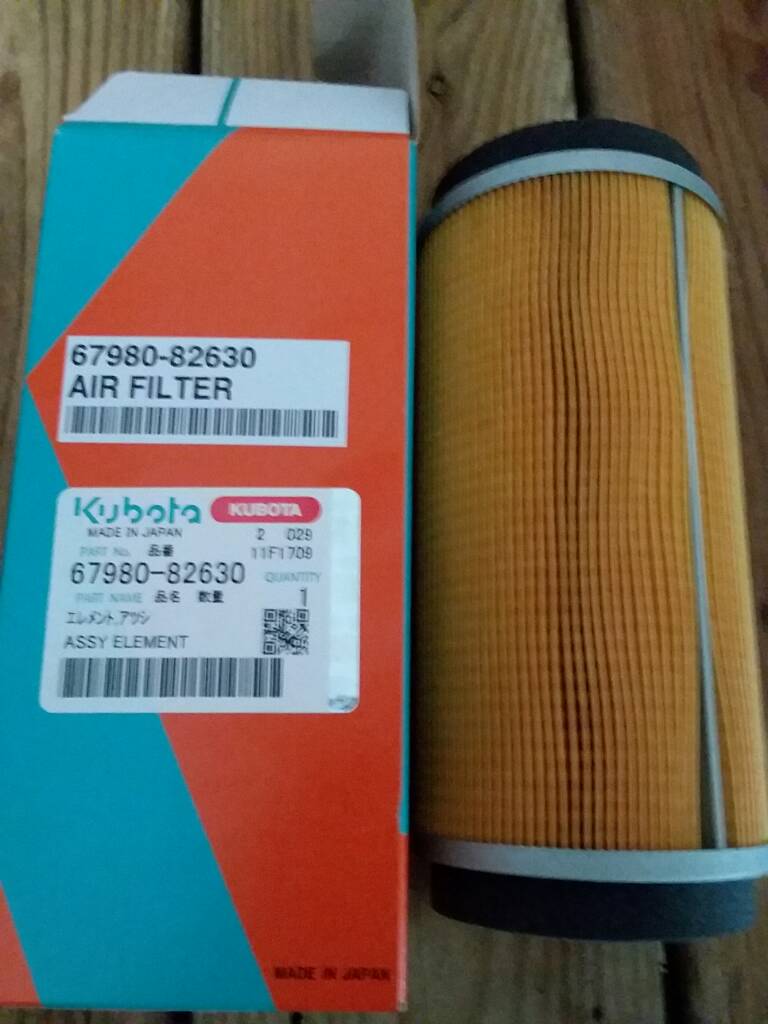 67980-82630
AIR FILTER
Kubota KUBOTA
MADE IN JAPAN 2 029
PART No. 品番 11F1709
67980-82630 QUANTITY
PART NAME 品名 数量 1
エレメント,アツシ
ASSY ELEMENT
MADE IN JAPAN